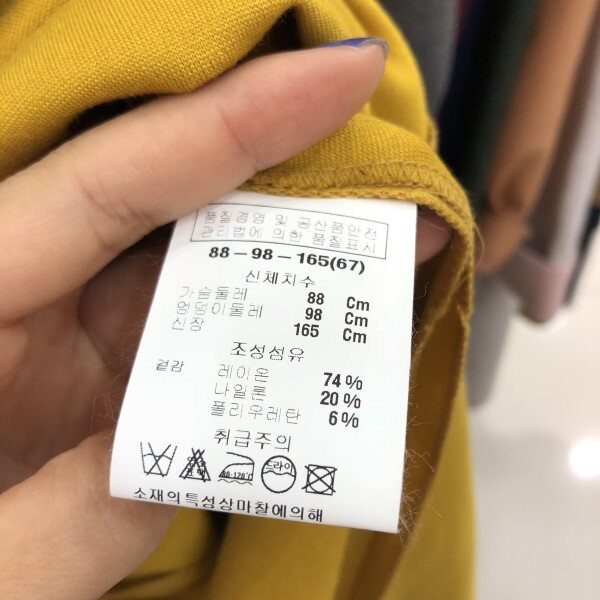 품질경영 및 공산품안전
관리법에 의한 품질표시
88-98-165(67)
신체치수
가슴둘레 88 Cm
엉덩이둘레 98 Cm
신장 165 Cm
조성섬유
겉감 레이온 74%
나일론 20%
폴리우레탄 6%
취급주의
80-120℃ 드라이
소재의특성상마찰에의해